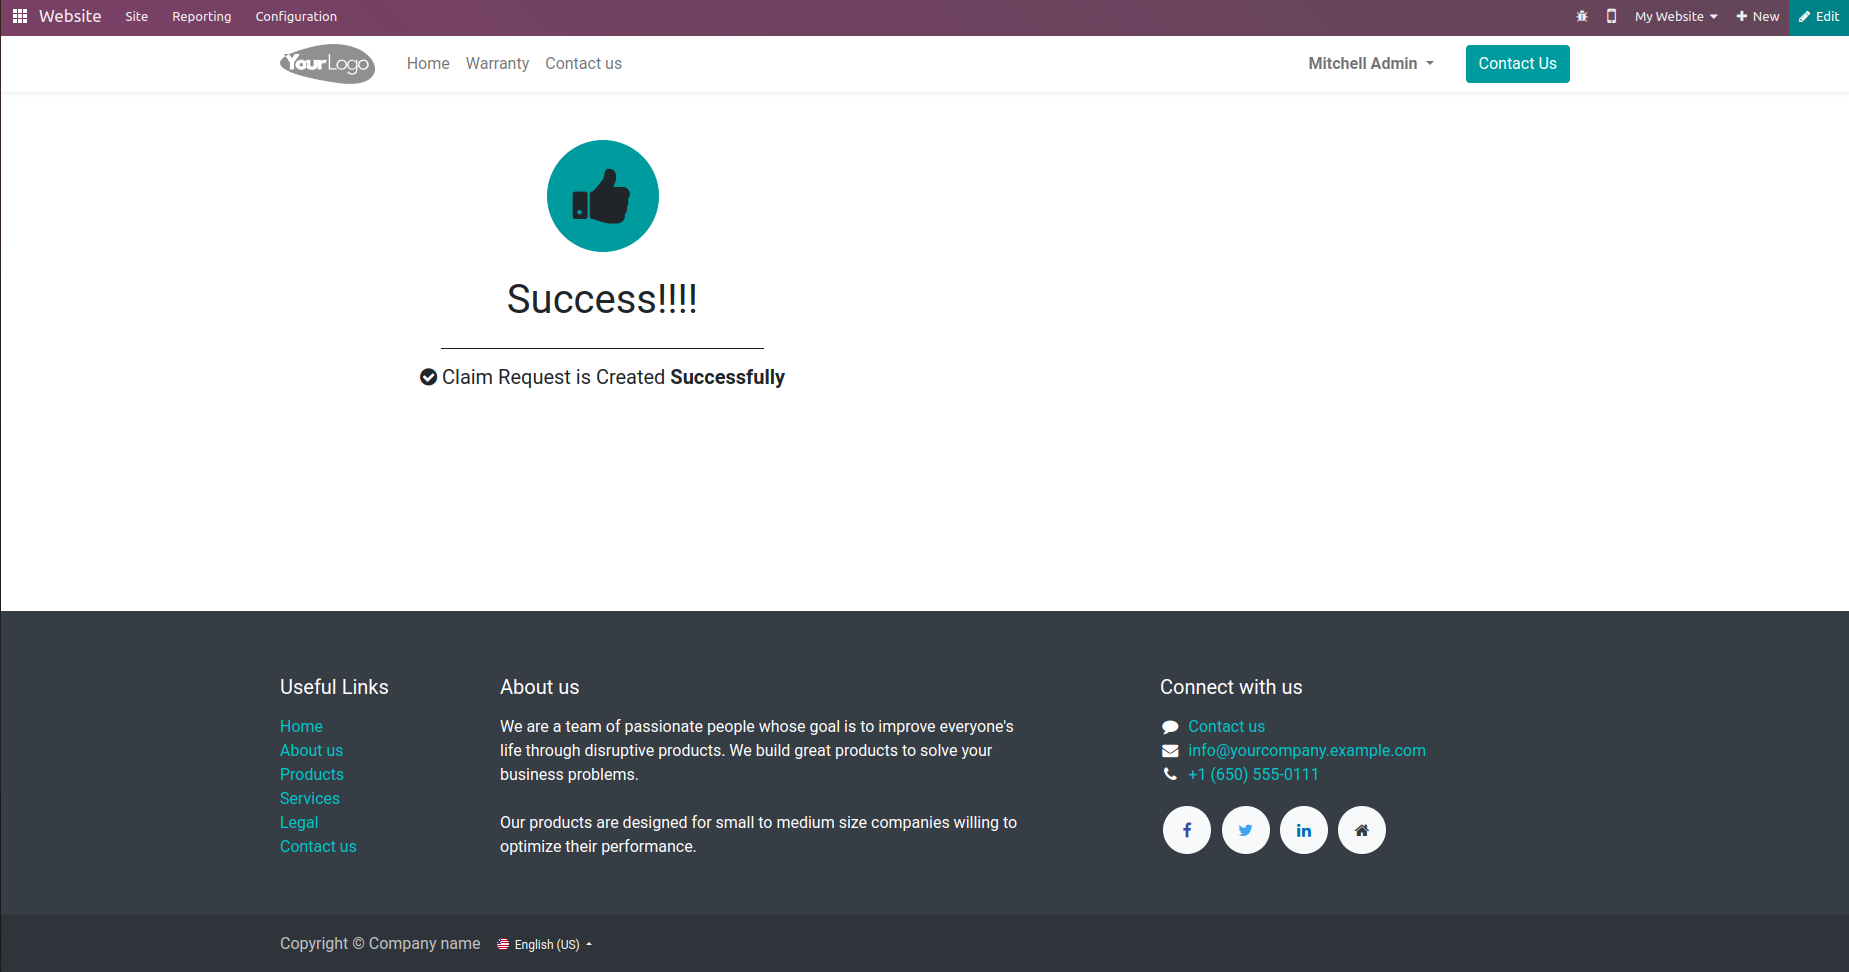 Website Site Reporting Configuration My Website New Edit
YourLogo Home Warranty Contact us Mitchell Admin Contact Us
Success!!!!
Claim Request is Created Successfully
Useful Links
Home
About us
Products
Services
Legal
Contact us
About us
We are a team of passionate people whose goal is to improve everyone's
life through disruptive products. We build great products to solve your
business problems.
Our products are designed for small to medium size companies willing to
optimize their performance.
Connect with us
Contact us
info@yourcompany.example.com
+1 (650) 555-0111
Copyright © Company name English (US)